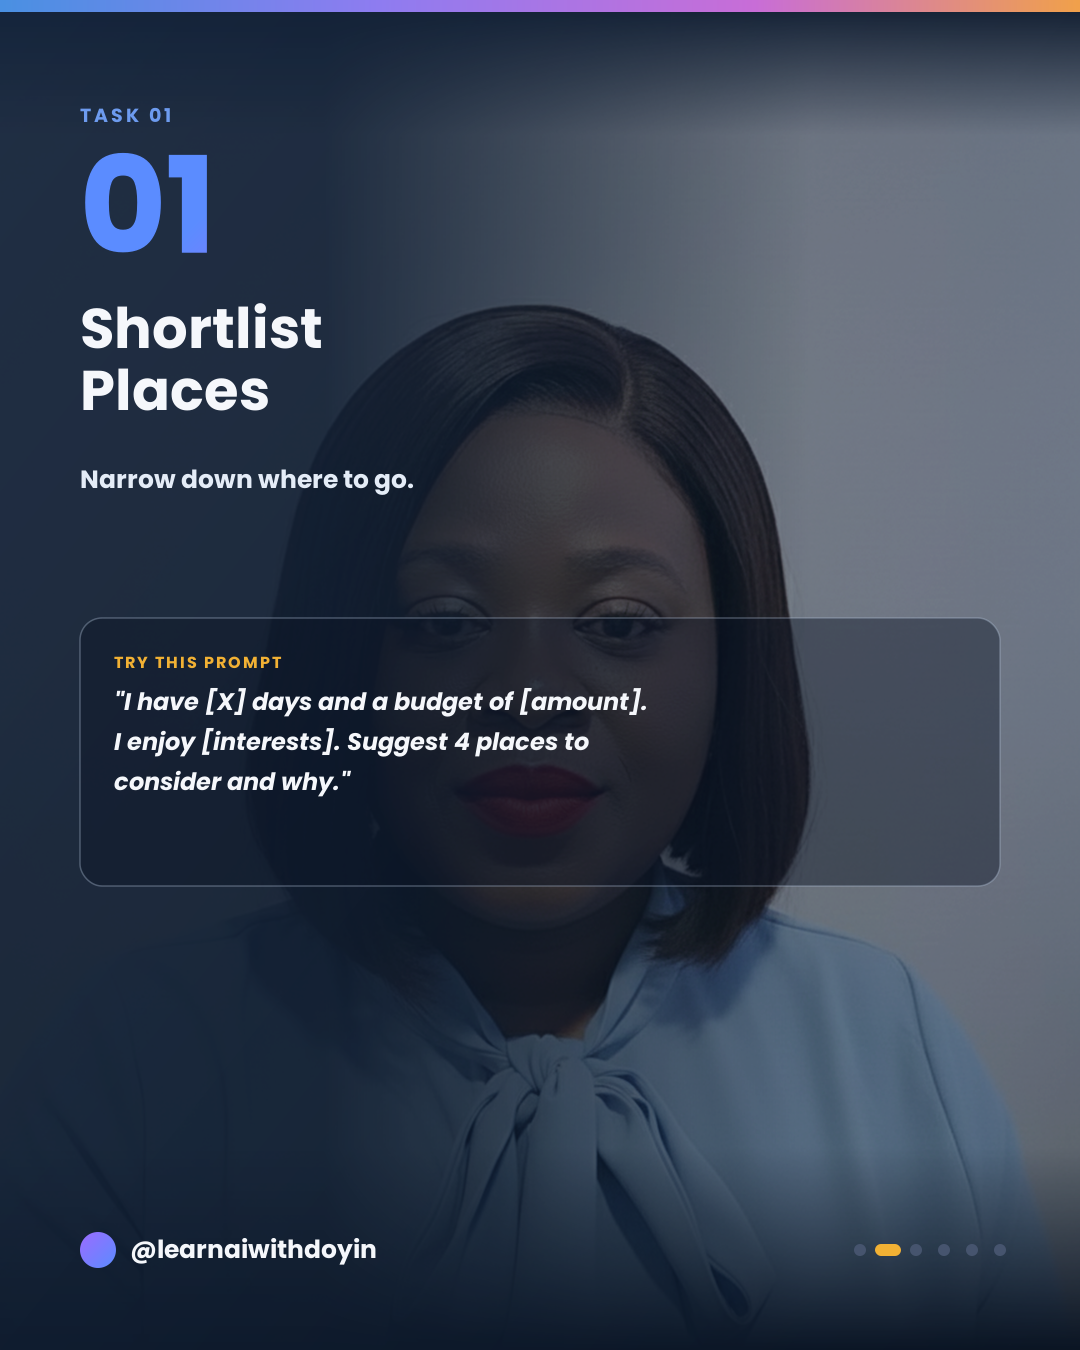 TASK 01
01
Shortlist
Places
Narrow down where to go.
TRY THIS PROMPT
"I have [X] days and a budget of [amount].
I enjoy [interests]. Suggest 4 places to
consider and why."
@learnaiwithdoyin